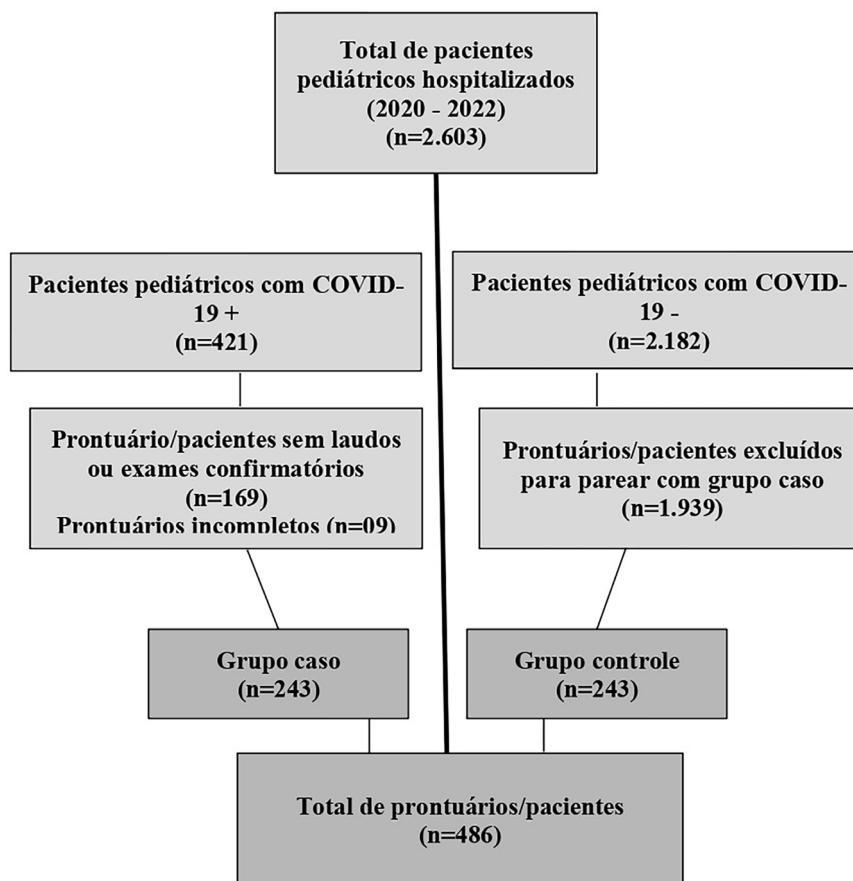 Total de pacientes
pediátricos hospitalizados
(2020 - 2022)
(n=2.603)
Pacientes pediátricos com COVID-
19 +
(n=421)
Pacientes pediátricos com COVID-
19 -
(n=2.182)
Prontuário/pacientes sem laudos
ou exames confirmatórios
(n=169)
Prontuários incompletos (n=09)
Prontuários/pacientes excluídos
para parear com grupo caso
(n=1.939)
Grupo caso
(n=243)
Grupo controle
(n=243)
Total de prontuários/pacientes
(n=486)